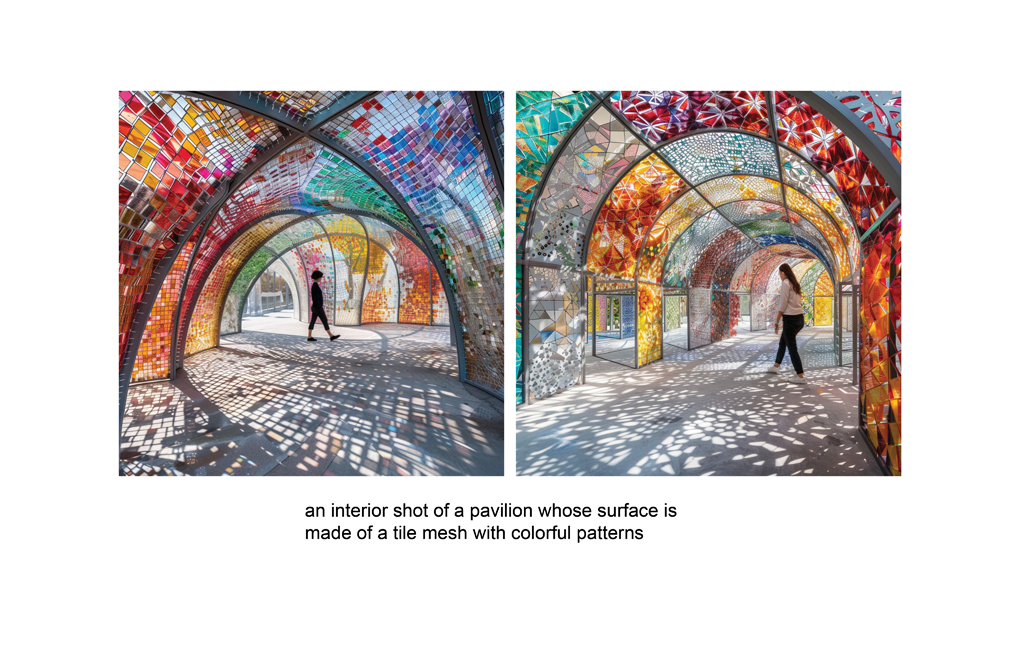 an interior shot of a pavilion whose surface is
made of a tile mesh with colorful patterns